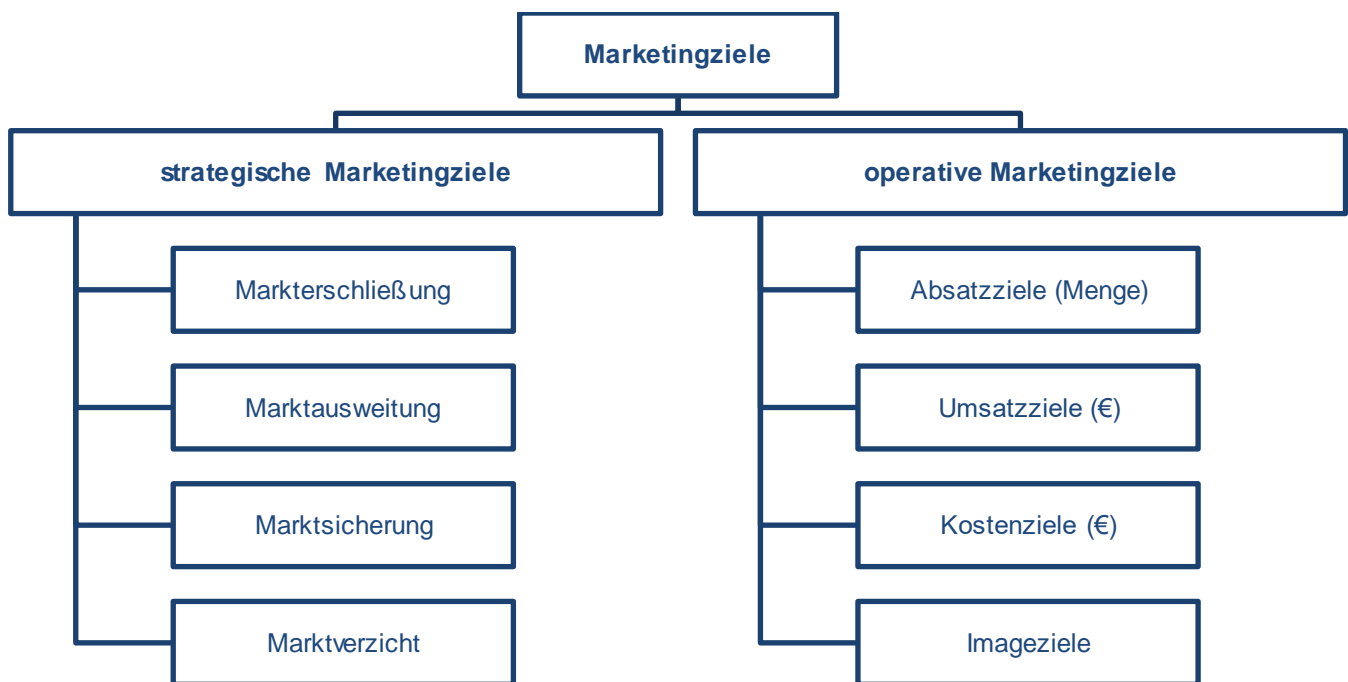 Marketingziele
strategische Marketingziele
operative Marketingziele
Markterschließung
Absatzziele (Menge)
Marktausweitung
Umsatzziele (€)
Marktsicherung
Kostenziele (€)
Marktverzicht
Imageziele